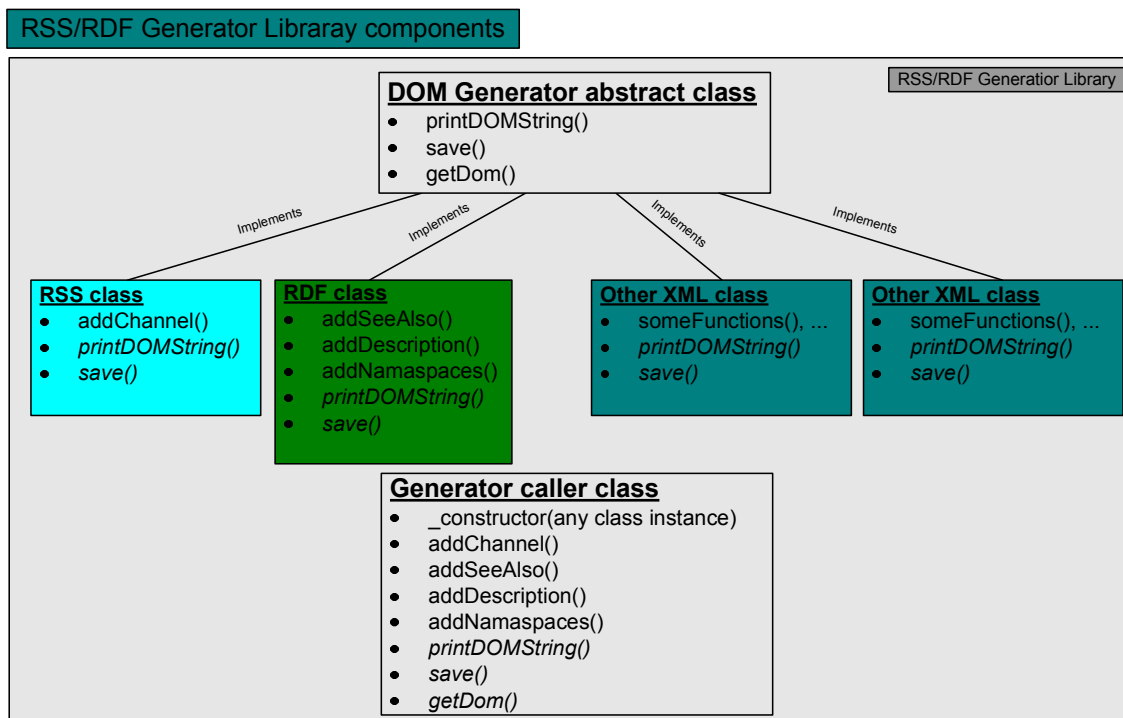 RSS/RDF Generator Libraray components
RSS/RDF Generatior Library
DOM Generator abstract class
• printDOMString()
• save()
• getDom()
Implements
Implements
Implements
Implements
RSS class
• addChannel()
• printDOMString()
• save()
RDF class
• addSeeAlso()
• addDescription()
• addNamaspaces()
• printDOMString()
• save()
Other XML class
• someFunctions(), ...
• printDOMString()
• save()
Other XML class
• someFunctions(), ...
• printDOMString()
• save()
Generator caller class
• _constructor(any class instance)
• addChannel()
• addSeeAlso()
• addDescription()
• addNamaspaces()
• printDOMString()
• save()
• getDom()